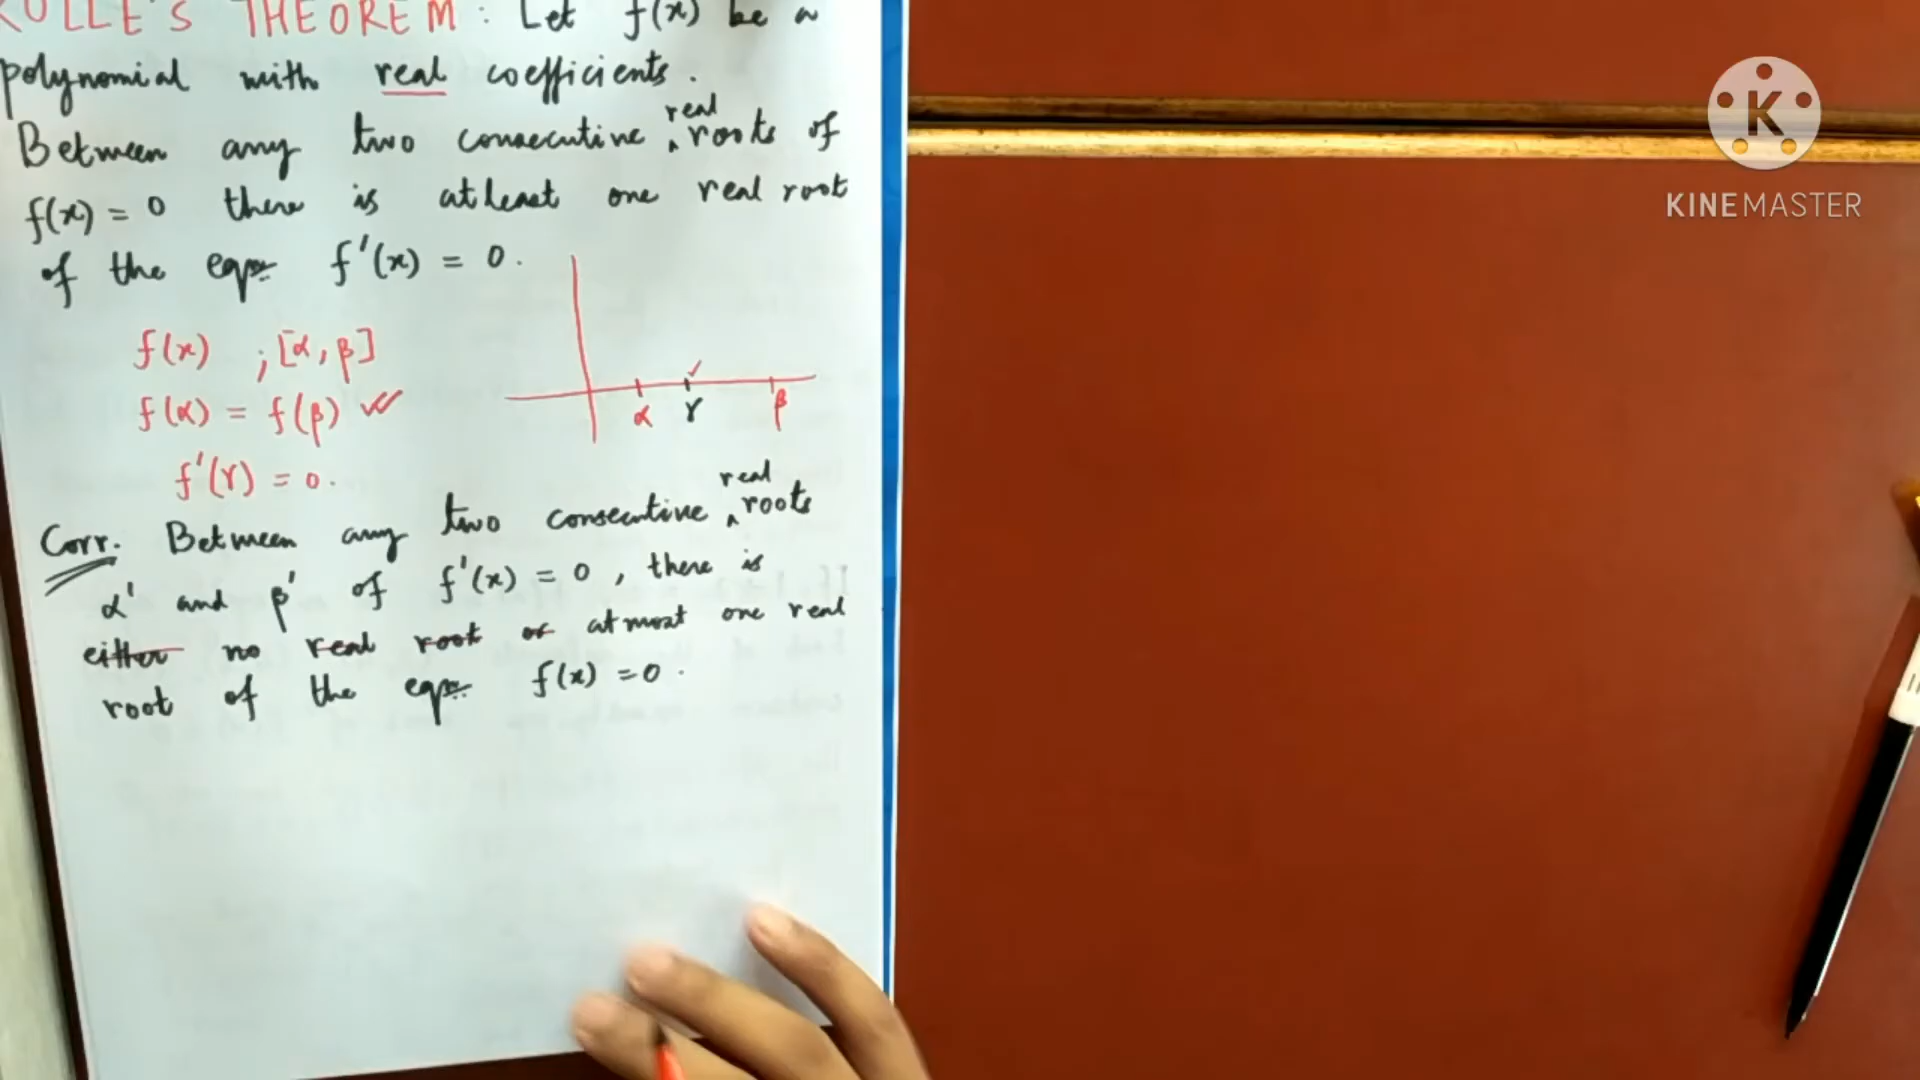 ROLLE'S THEOREM : Let f(x) be a
polynomial with real coefficients.
Between any two consecutive real roots of
f(x) = 0 there is atleast one real root
of the eqn f'(x) = 0.
f(x) ; [α, β]
f(α) = f(β) ✓
f'(γ) = 0.
α γ β
Corr. Between any two consecutive real roots
α' and β' of f'(x) = 0, there is
either no real root or atmost one real
root of the eqn f(x) = 0.
K
KINEMASTER